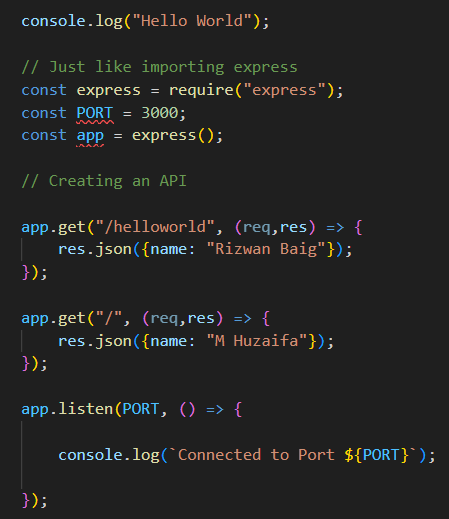 console.log("Hello World");
// Just like importing express
const express = require("express");
const PORT = 3000;
const app = express();
// Creating an API
app.get("/helloworld", (req,res) => {
    res.json({name: "Rizwan Baig"});
});
app.get("/", (req,res) => {
    res.json({name: "M Huzaifa"});
});
app.listen(PORT, () => {
    console.log(`Connected to Port ${PORT}`);
});